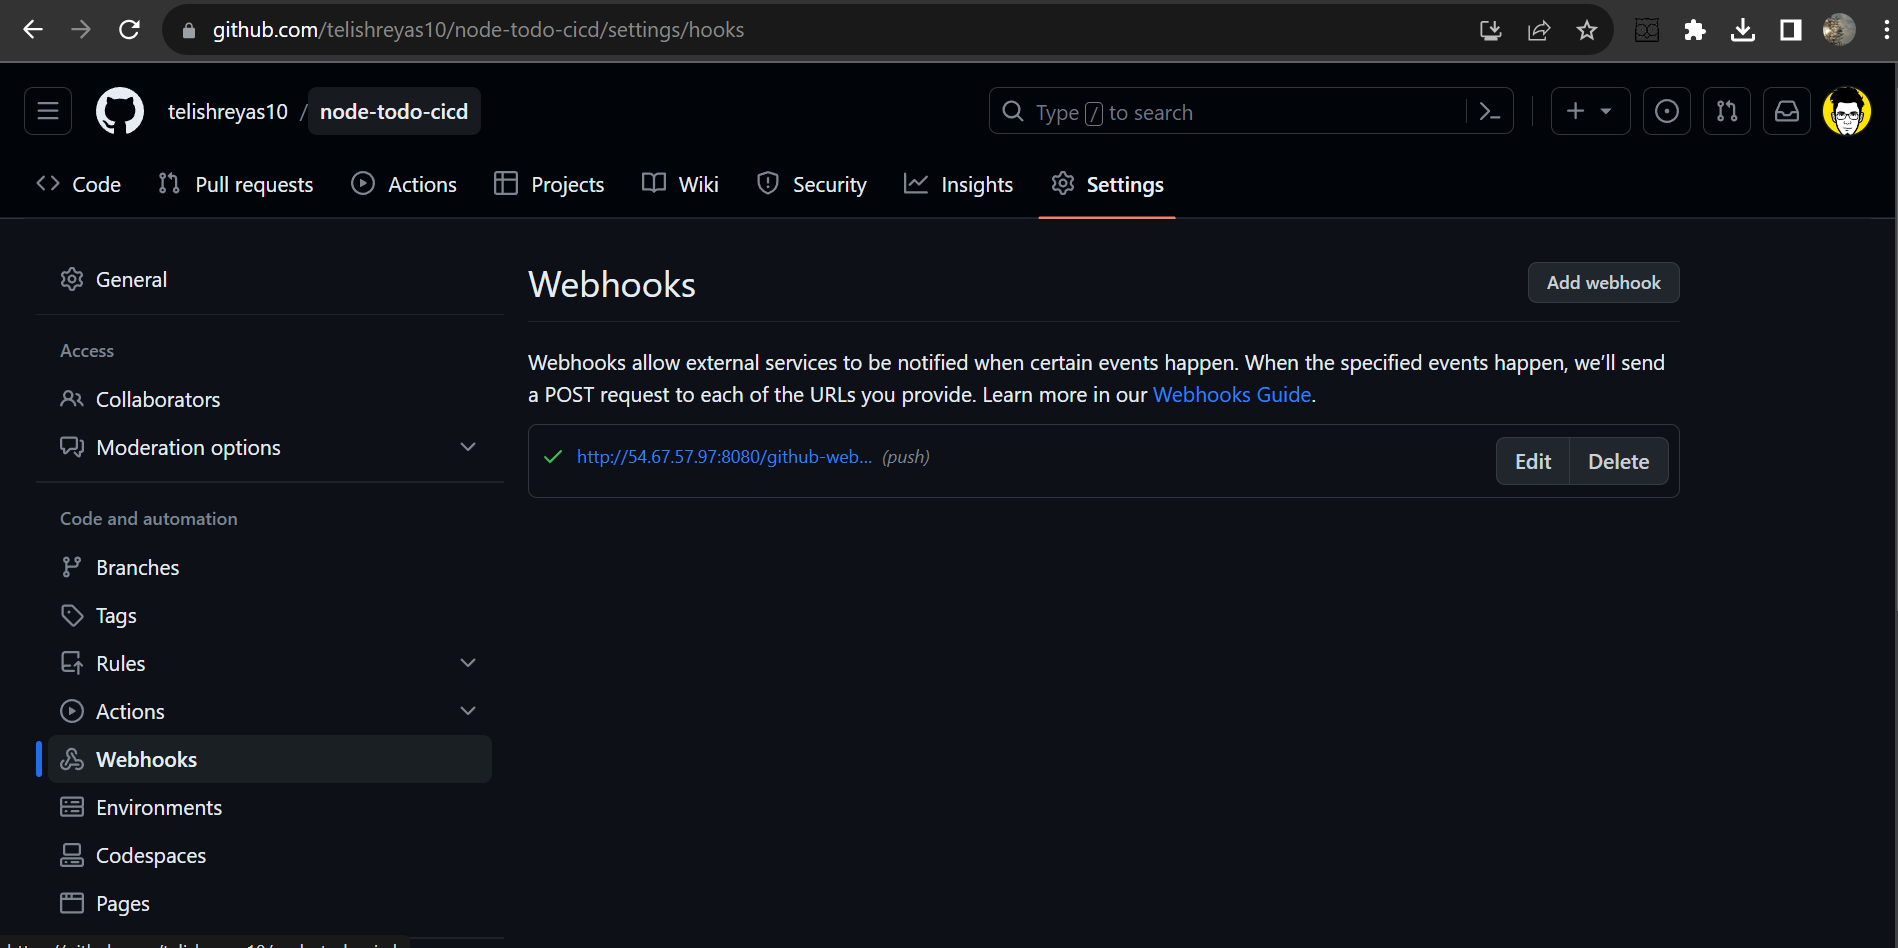 github.com/telishreyas10/node-todo-cicd/settings/hooks
telishreyas10 / node-todo-cicd
Type / to search
Code Pull requests Actions Projects Wiki Security Insights Settings
General
Access
Collaborators
Moderation options
Code and automation
Branches
Tags
Rules
Actions
Webhooks
Environments
Codespaces
Pages
Webhooks
Add webhook
Webhooks allow external services to be notified when certain events happen. When the specified events happen, we’ll send
a POST request to each of the URLs you provide. Learn more in our Webhooks Guide.
http://54.67.57.97:8080/github-web... (push)
Edit Delete